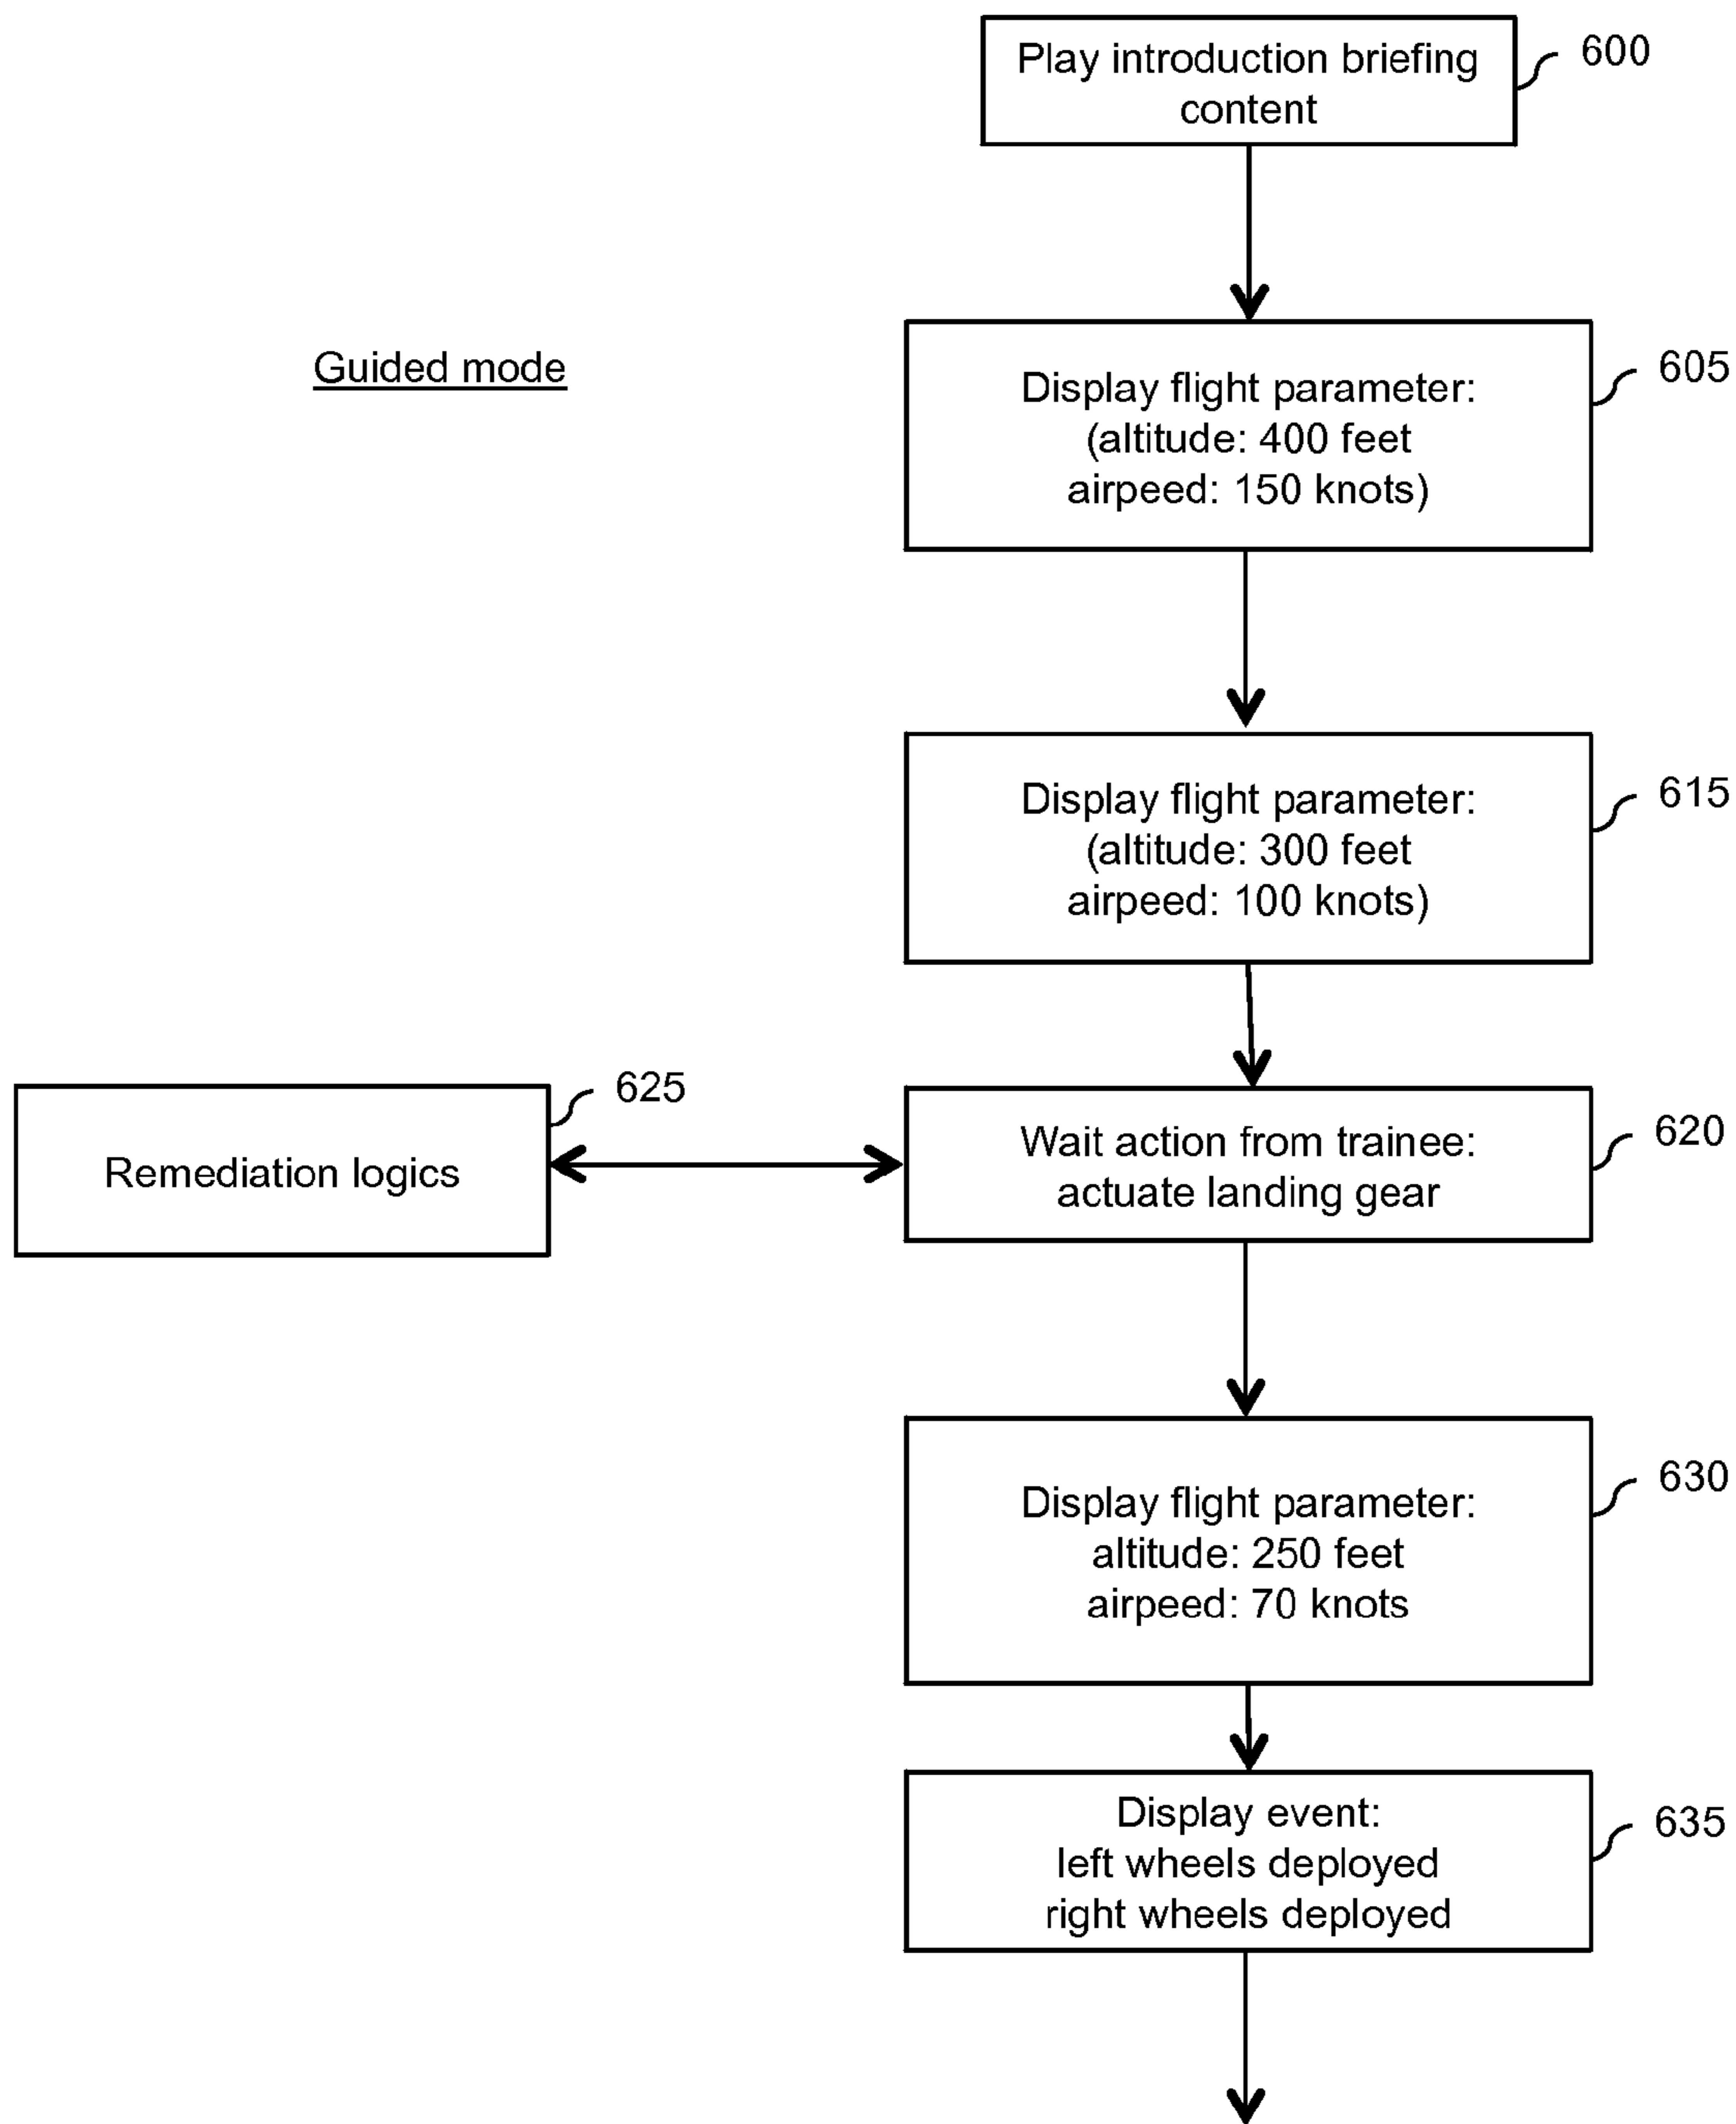 Play introduction briefing
content
600
Guided mode
605
Display flight parameter:
(altitude: 400 feet
airpeed: 150 knots)
615
Display flight parameter:
(altitude: 300 feet
airpeed: 100 knots)
625
Remediation logics
620
Wait action from trainee:
actuate landing gear
630
Display flight parameter:
altitude: 250 feet
airpeed: 70 knots
635
Display event:
left wheels deployed
right wheels deployed